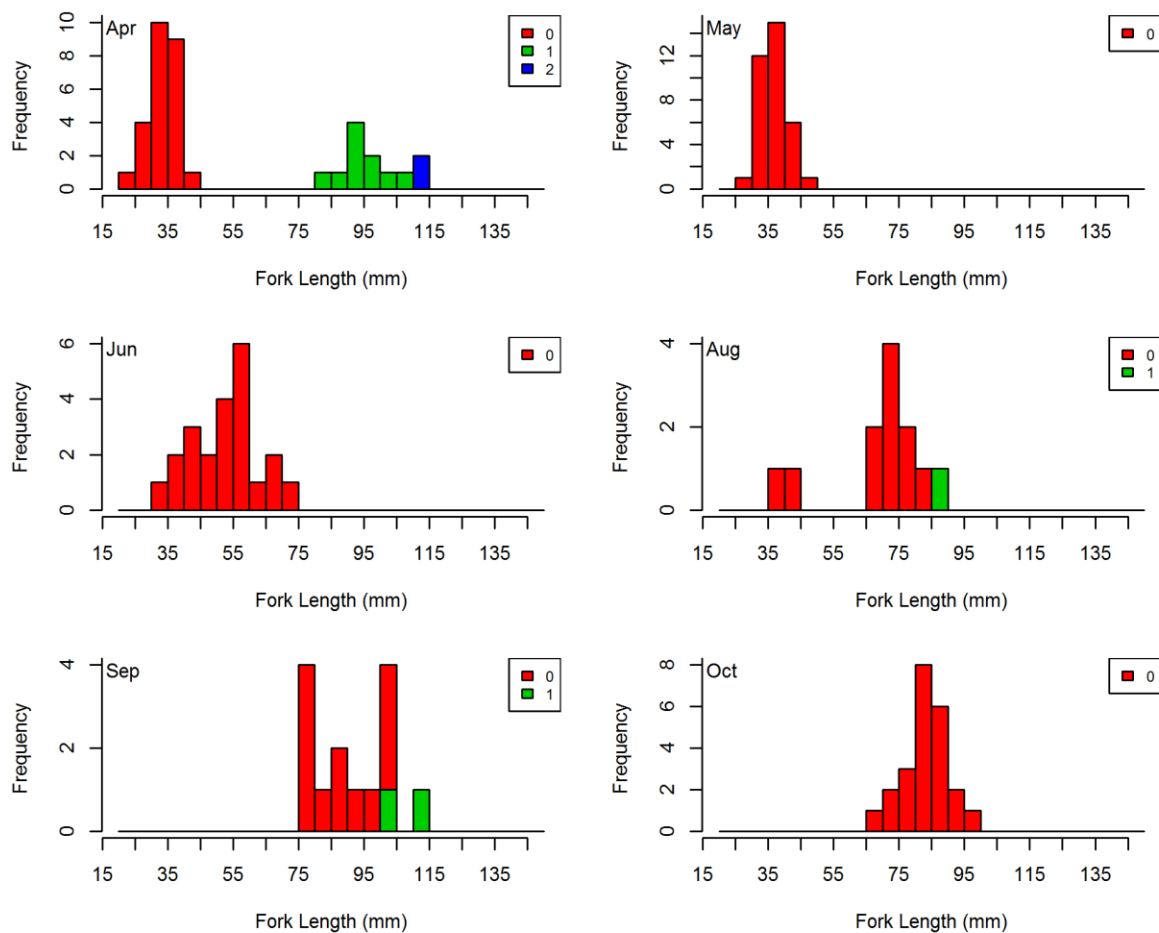 Apr
0
1
2
Frequency
0 2 4 6 8 10
15 35 55 75 95 115 135
Fork Length (mm)
May
0
Frequency
0 4 8 12
15 35 55 75 95 115 135
Fork Length (mm)
Jun
0
Frequency
0 2 4 6
15 35 55 75 95 115 135
Fork Length (mm)
Aug
0
1
Frequency
0 2 4
15 35 55 75 95 115 135
Fork Length (mm)
Sep
0
1
Frequency
0 2 4
15 35 55 75 95 115 135
Fork Length (mm)
Oct
0
Frequency
0 2 4 6 8
15 35 55 75 95 115 135
Fork Length (mm)